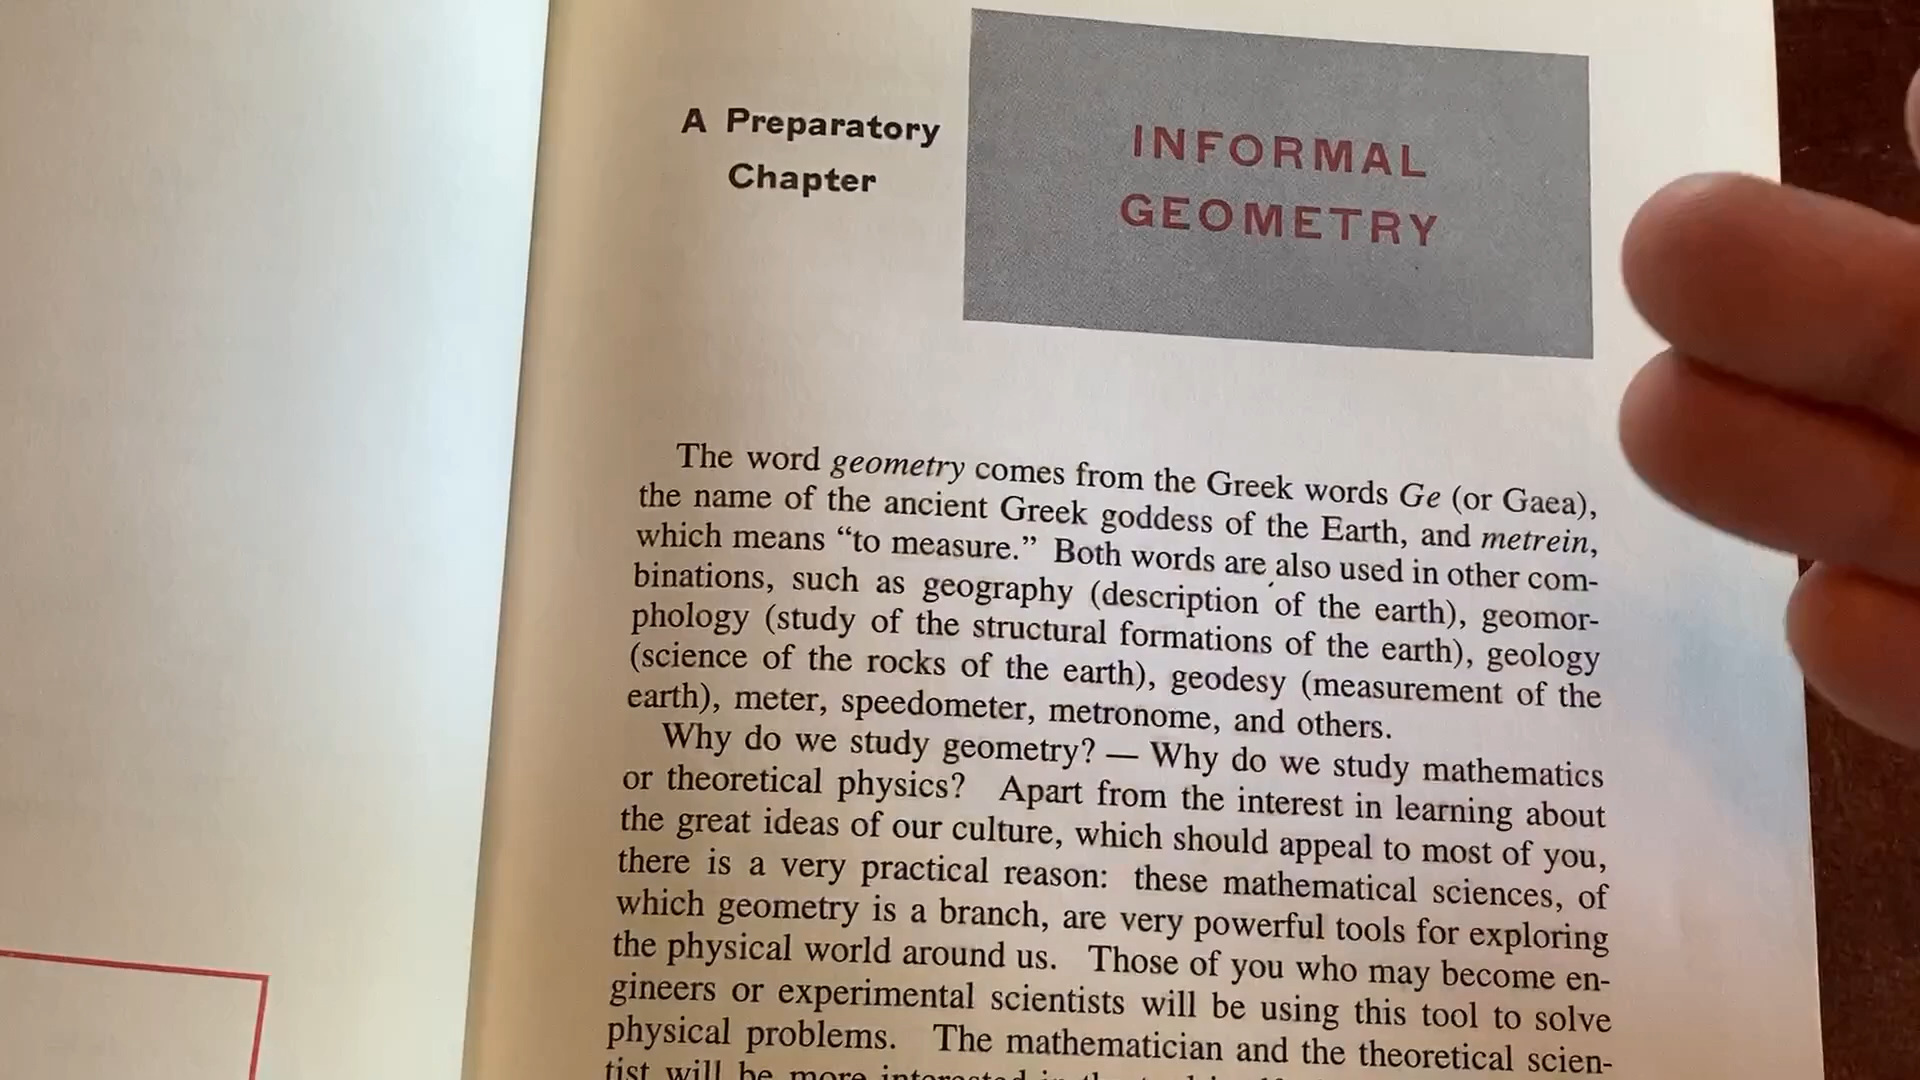 A Preparatory
Chapter
INFORMAL
GEOMETRY
The word geometry comes from the Greek words Ge (or Gaea),
the name of the ancient Greek goddess of the Earth, and metrein,
which means “to measure.” Both words are also used in other com-
binations, such as geography (description of the earth), geomor-
phology (study of the structural formations of the earth), geology
(science of the rocks of the earth), geodesy (measurement of the
earth), meter, speedometer, metronome, and others.
Why do we study geometry? — Why do we study mathematics
or theoretical physics? Apart from the interest in learning about
the great ideas of our culture, which should appeal to most of you,
there is a very practical reason: these mathematical sciences, of
which geometry is a branch, are very powerful tools for exploring
the physical world around us. Those of you who may become en-
gineers or experimental scientists will be using this tool to solve
physical problems. The mathematician and the theoretical scien-
tist will be more interested in the